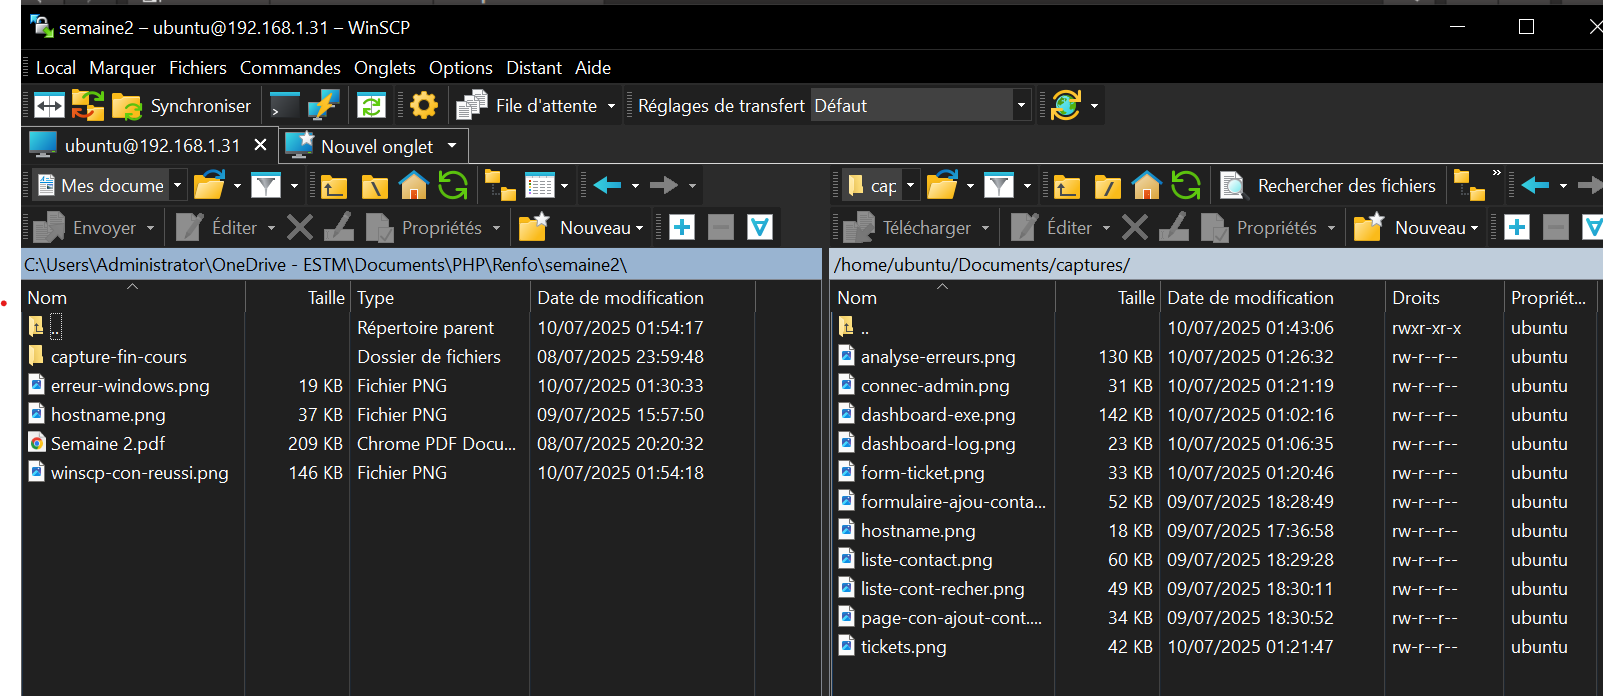 semaine2 – ubuntu@192.168.1.31 – WinSCP
Local Marquer Fichiers Commandes Onglets Options Distant Aide
Synchroniser File d'attente Réglages de transfert Défaut
ubuntu@192.168.1.31 Nouvel onglet
Mes docume cap Rechercher des fichiers »
Envoyer Éditer Propriétés Nouveau Télécharger Éditer Propriétés Nouveau
C:\Users\Administrator\OneDrive - ESTM\Documents\PHP\Renfo\semaine2\
Nom Taille Type Date de modification
.. Répertoire parent 10/07/2025 01:54:17
capture-fin-cours Dossier de fichiers 08/07/2025 23:59:48
erreur-windows.png 19 KB Fichier PNG 10/07/2025 01:30:33
hostname.png 37 KB Fichier PNG 09/07/2025 15:57:50
Semaine 2.pdf 209 KB Chrome PDF Docu... 08/07/2025 20:20:32
winscp-con-reussi.png 146 KB Fichier PNG 10/07/2025 01:54:18
/home/ubuntu/Documents/captures/
Nom Taille Date de modification Droits Propriét...
.. 10/07/2025 01:43:06 rwxr-xr-x ubuntu
analyse-erreurs.png 130 KB 10/07/2025 01:26:32 rw-r--r-- ubuntu
connec-admin.png 31 KB 10/07/2025 01:21:19 rw-r--r-- ubuntu
dashboard-exe.png 142 KB 10/07/2025 01:02:16 rw-r--r-- ubuntu
dashboard-log.png 23 KB 10/07/2025 01:06:35 rw-r--r-- ubuntu
form-ticket.png 33 KB 10/07/2025 01:20:46 rw-r--r-- ubuntu
formulaire-ajou-conta... 52 KB 09/07/2025 18:28:49 rw-r--r-- ubuntu
hostname.png 18 KB 09/07/2025 17:36:58 rw-r--r-- ubuntu
liste-contact.png 60 KB 09/07/2025 18:29:28 rw-r--r-- ubuntu
liste-cont-recher.png 49 KB 09/07/2025 18:30:11 rw-r--r-- ubuntu
page-con-ajout-cont.... 34 KB 09/07/2025 18:30:52 rw-r--r-- ubuntu
tickets.png 42 KB 10/07/2025 01:21:47 rw-r--r-- ubuntu